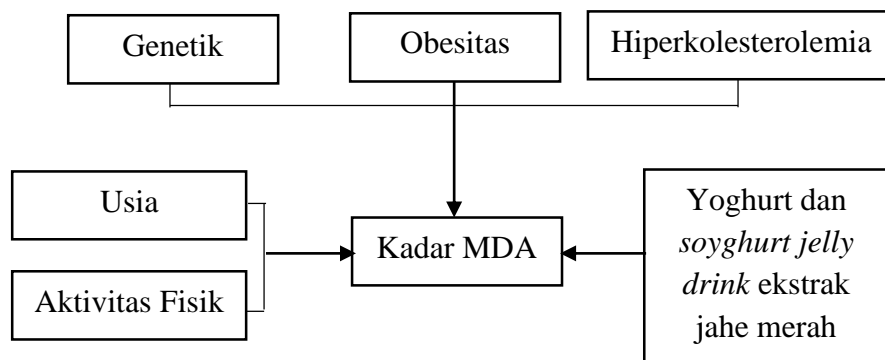 Genetik
Obesitas
Hiperkolesterolemia
Usia
Aktivitas Fisik
Kadar MDA
Yoghurt dan
soyghurt jelly
drink ekstrak
jahe merah